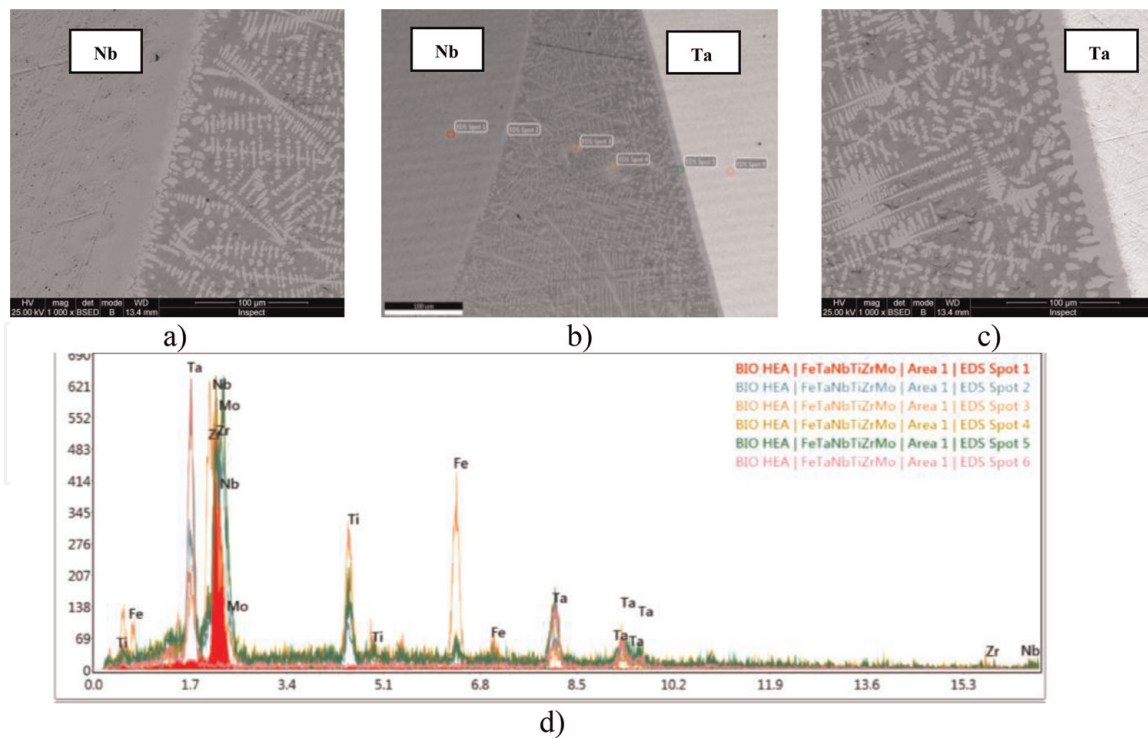 Nb
HV mag det mode WD 100 µm
25.00 kV 1 000 x BSED B 13.4 mm Inspect
a)
Nb
Ta
EDS Spot 1
EDS Spot 2
EDS Spot 3
EDS Spot 4
EDS Spot 5
EDS Spot 6
100 µm
b)
Ta
HV mag det mode WD 100 µm
25.00 kV 1 000 x BSED B 13.4 mm Inspect
c)
690
621
552
483
414
345
276
207
138
69
0
Ti
Fe
Ta
Nb
Mo
Zr
Zr
Nb
Mo
Ti
Ti
Fe
Fe
Ta
Ta
Ta
Ta
Ta
Zr
Nb
BIO HEA | FeTaNbTiZrMo | Area 1 | EDS Spot 1
BIO HEA | FeTaNbTiZrMo | Area 1 | EDS Spot 2
BIO HEA | FeTaNbTiZrMo | Area 1 | EDS Spot 3
BIO HEA | FeTaNbTiZrMo | Area 1 | EDS Spot 4
BIO HEA | FeTaNbTiZrMo | Area 1 | EDS Spot 5
BIO HEA | FeTaNbTiZrMo | Area 1 | EDS Spot 6
0.0 1.7 3.4 5.1 6.8 8.5 10.2 11.9 13.6 15.3
d)